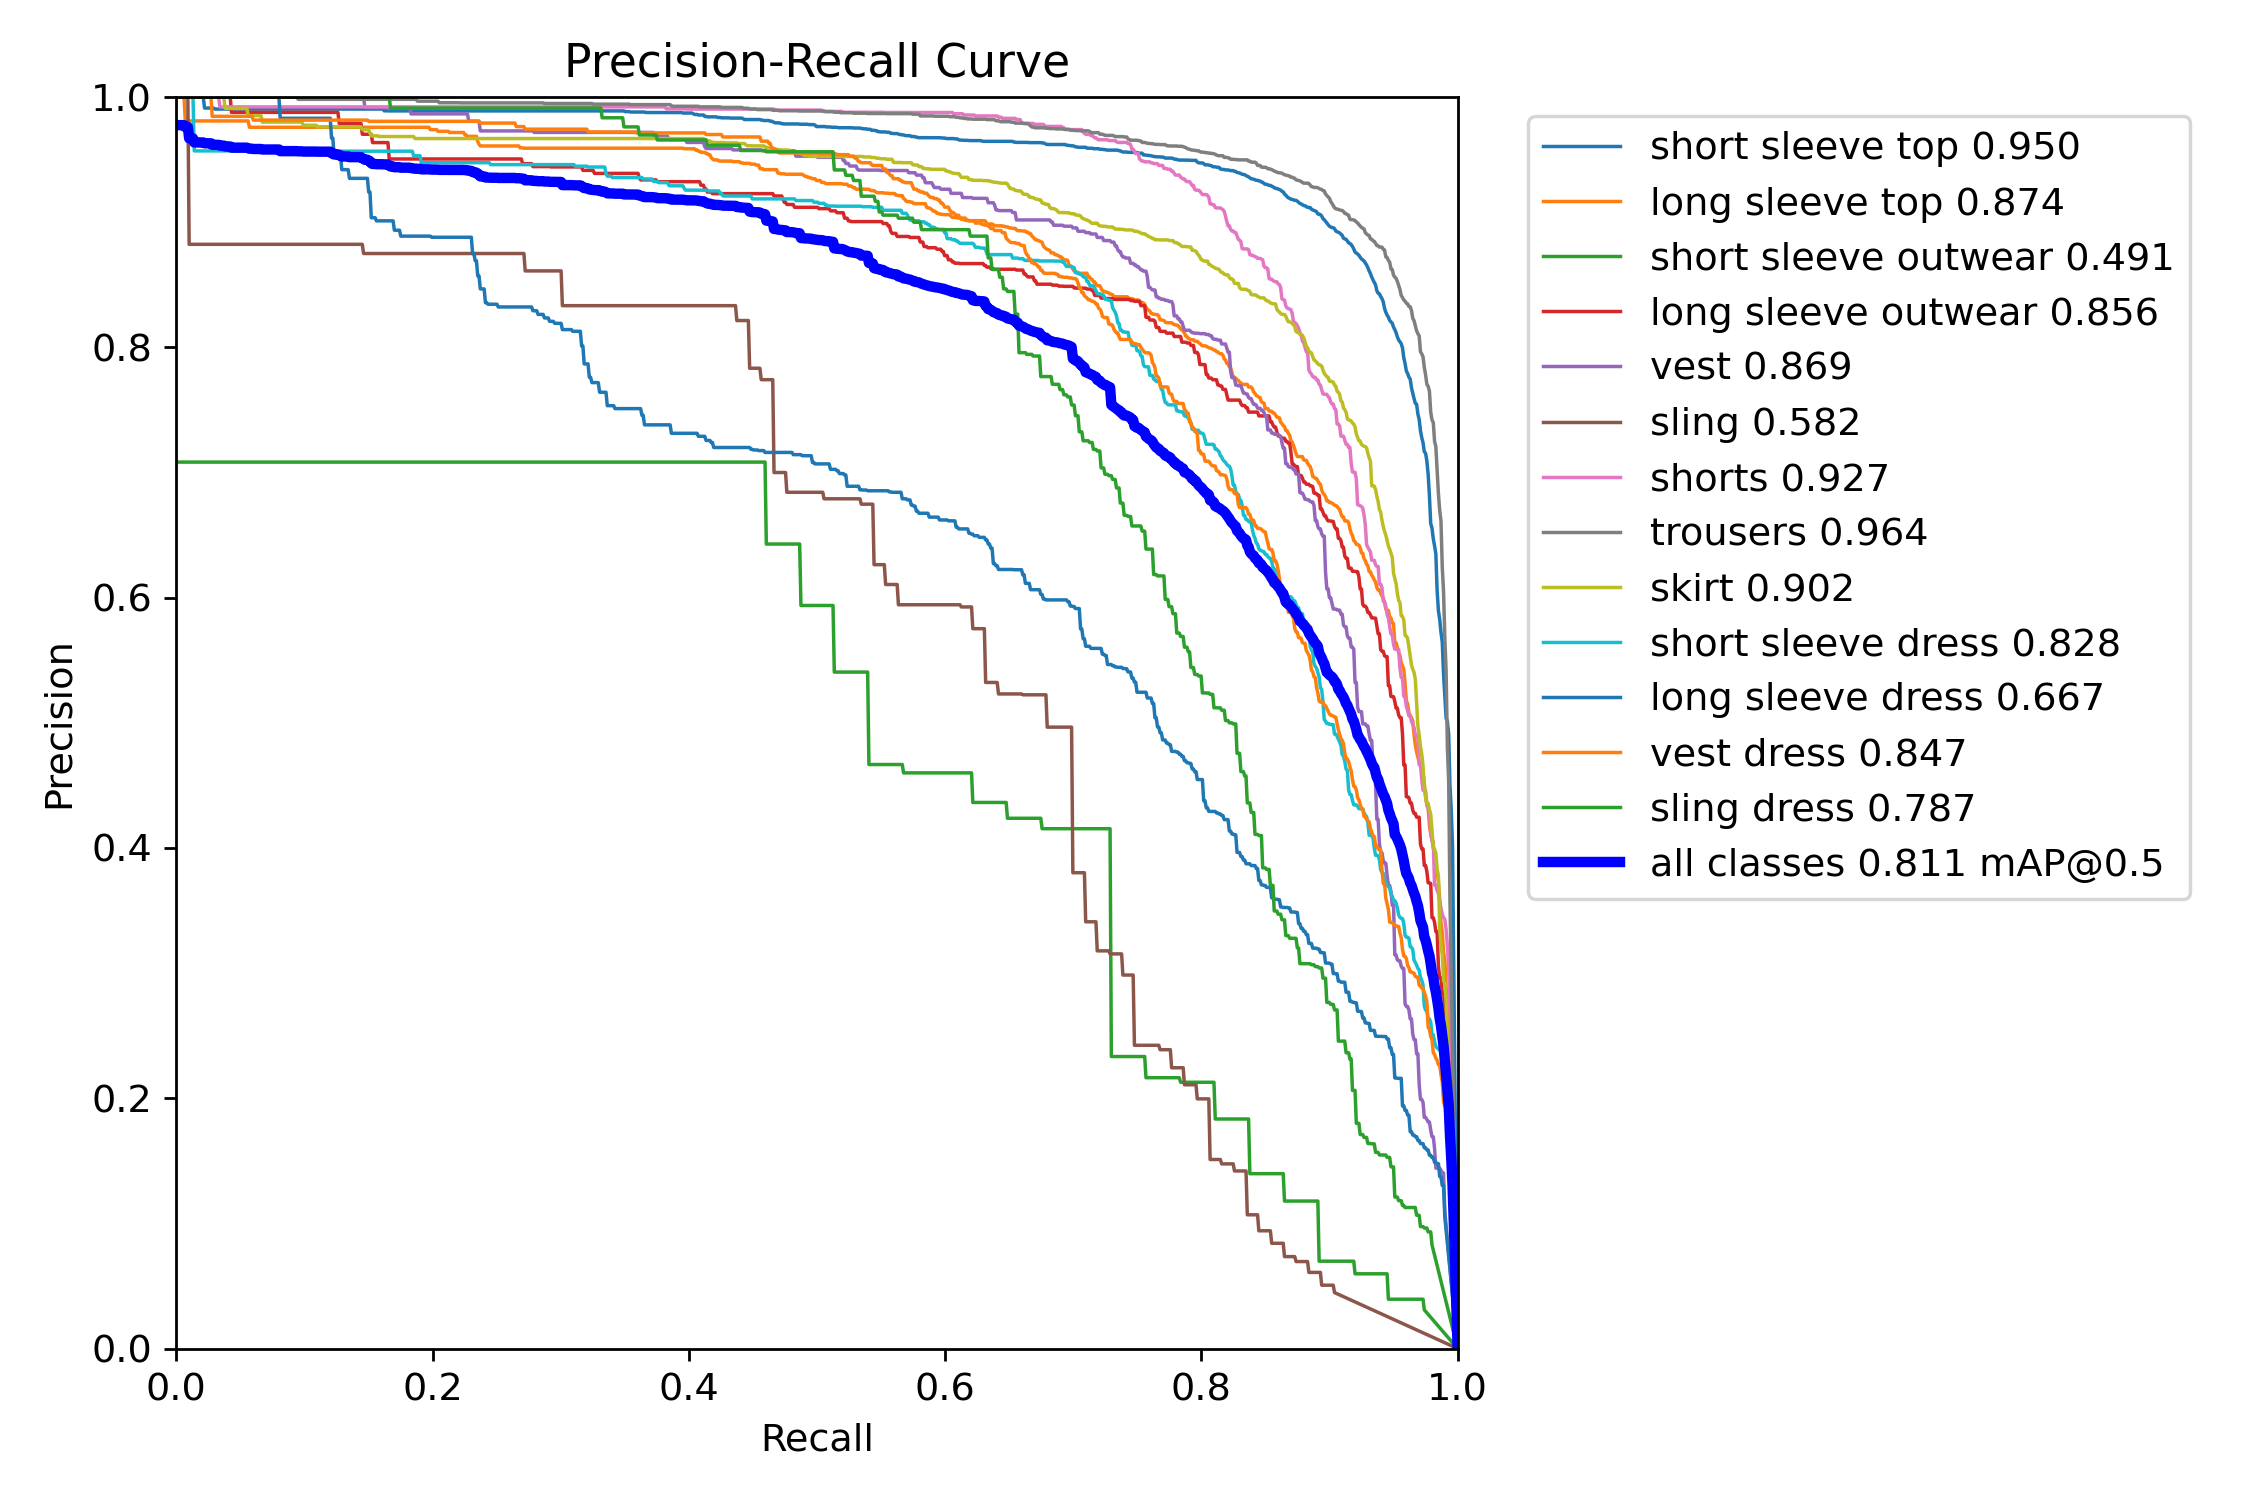 Precision-Recall Curve
1.0
0.8
0.6
0.4
0.2
0.0
0.0 0.2 0.4 0.6 0.8 1.0
Precision
Recall
short sleeve top 0.950
long sleeve top 0.874
short sleeve outwear 0.491
long sleeve outwear 0.856
vest 0.869
sling 0.582
shorts 0.927
trousers 0.964
skirt 0.902
short sleeve dress 0.828
long sleeve dress 0.667
vest dress 0.847
sling dress 0.787
all classes 0.811 mAP@0.5